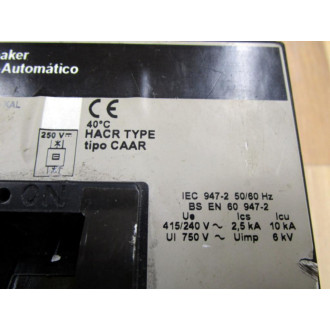 aker
Automático
CE
40°C
250 V
HACR TYPE
tipo CAAR
ON
IEC 947-2 50/60 Hz
BS EN 60 947-2
Ue Ics Icu
415/240 V ~ 2,5 kA 10 kA
UI 750 V ~ Uimp 6 kV